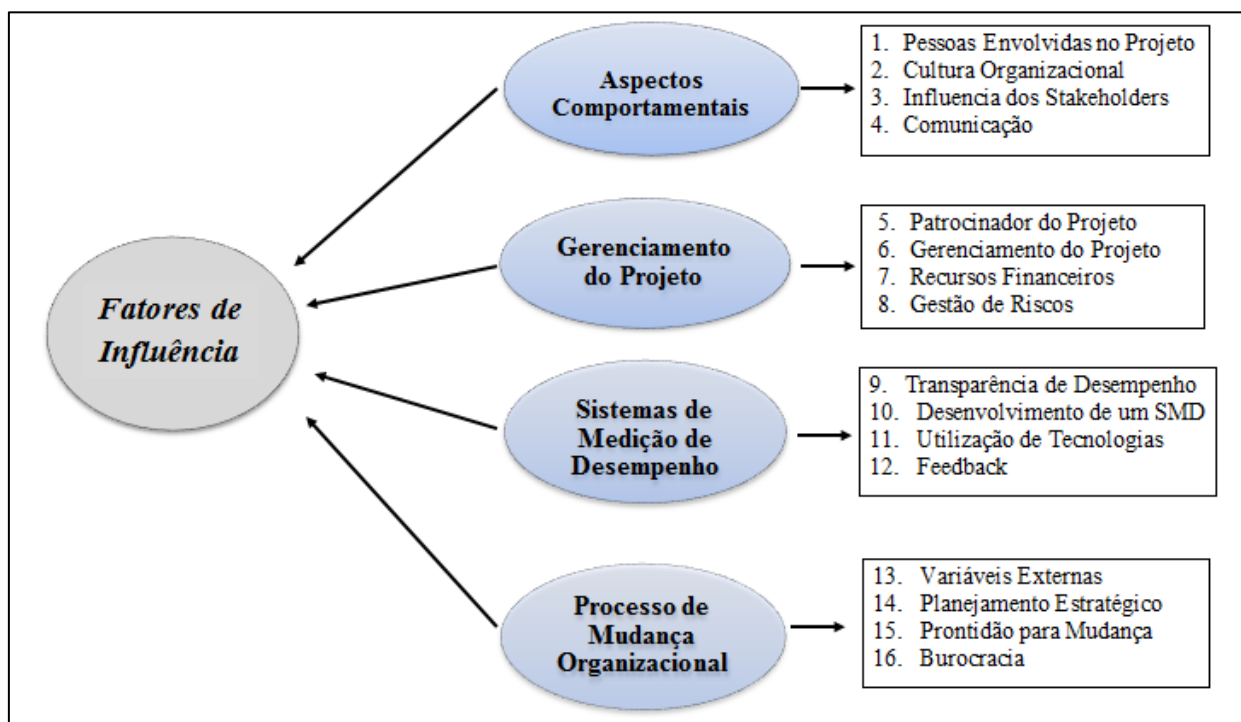 Fatores de
Influência
Aspectos
Comportamentais
1. Pessoas Envolvidas no Projeto
2. Cultura Organizacional
3. Influencia dos Stakeholders
4. Comunicação
Gerenciamento
do Projeto
5. Patrocinador do Projeto
6. Gerenciamento do Projeto
7. Recursos Financeiros
8. Gestão de Riscos
Sistemas de
Medição de
Desempenho
9. Transparência de Desempenho
10. Desenvolvimento de um SMD
11. Utilização de Tecnologias
12. Feedback
Processo de
Mudança
Organizacional
13. Variáveis Externas
14. Planejamento Estratégico
15. Prontidão para Mudança
16. Burocracia